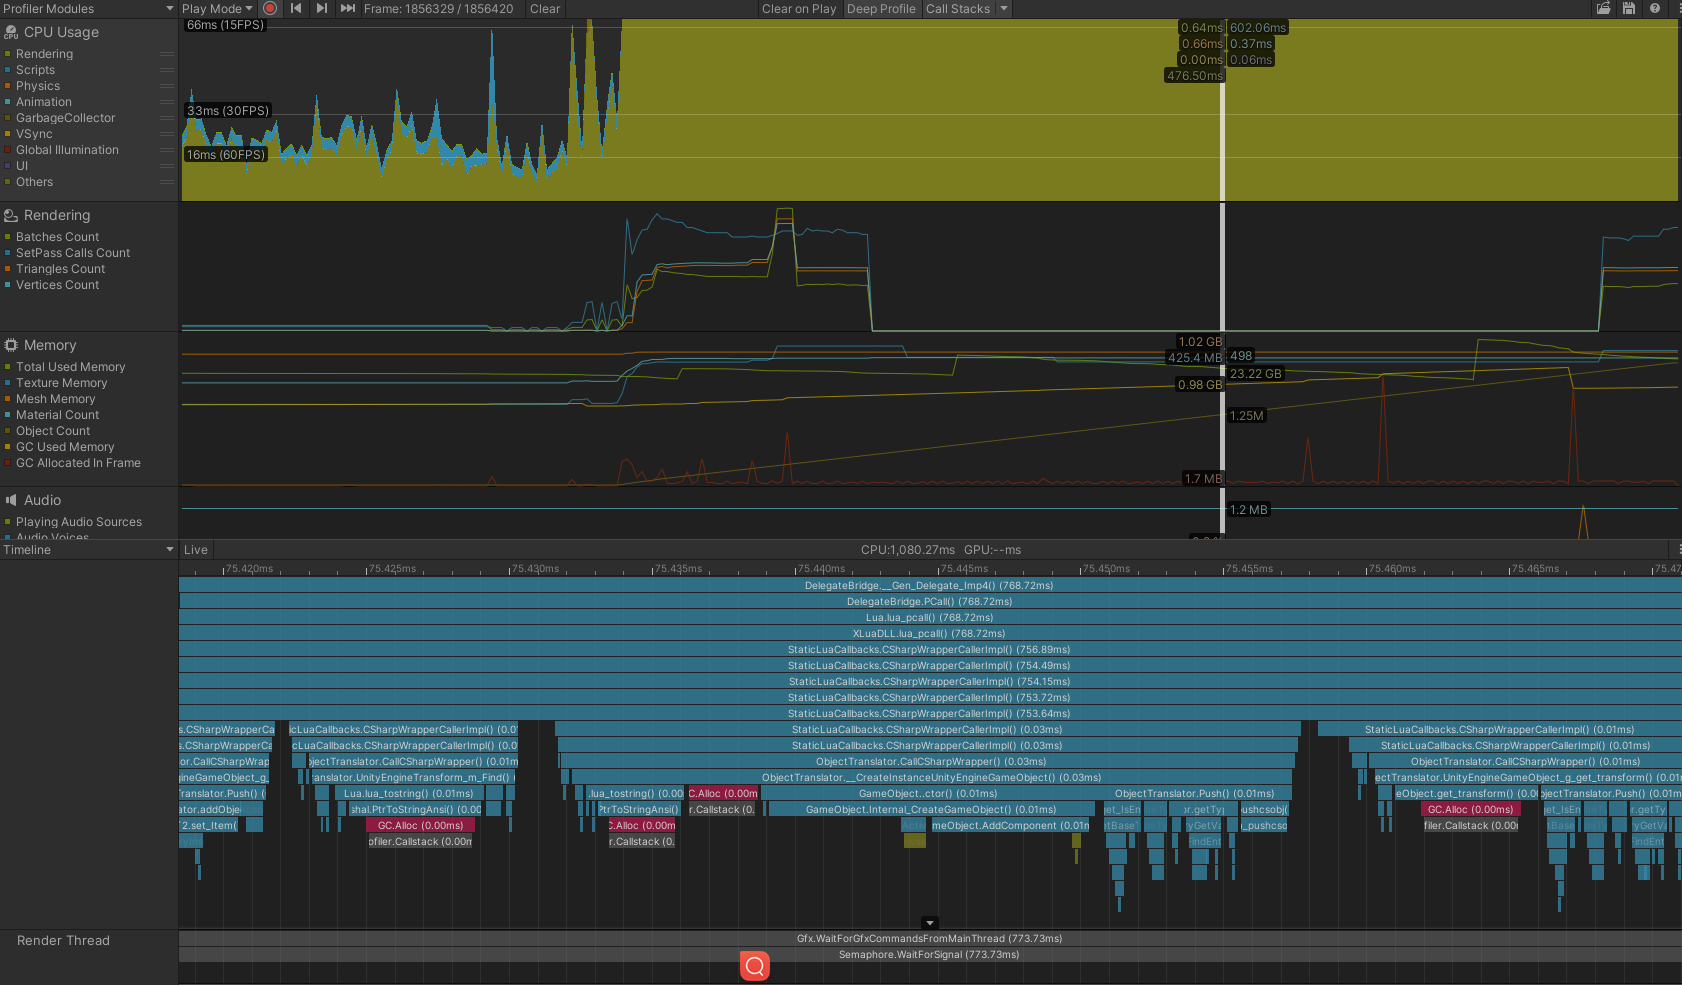 Profiler Modules Play Mode Frame: 1856329 / 1856420 Clear Clear on Play Deep Profile Call Stacks
CPU Usage
Rendering
Scripts
Physics
Animation
GarbageCollector
VSync
Global Illumination
UI
Others
66ms (15FPS)
33ms (30FPS)
16ms (60FPS)
0.64ms 602.06ms
0.66ms 0.37ms
0.00ms 0.06ms
476.50ms
Rendering
Batches Count
SetPass Calls Count
Triangles Count
Vertices Count
Memory
Total Used Memory
Texture Memory
Mesh Memory
Material Count
Object Count
GC Used Memory
GC Allocated In Frame
1.02 GB
425.4 MB 498
23.22 GB
0.98 GB
1.25M
1.7 MB
Audio
Playing Audio Sources
Audio Voices
1.2 MB
Timeline Live CPU:1,080.27ms GPU:--ms
75.420ms 75.425ms 75.430ms 75.435ms 75.440ms 75.445ms 75.450ms 75.455ms 75.460ms 75.465ms 75.47
DelegateBridge.__Gen_Delegate_Imp4() (768.72ms)
DelegateBridge.PCall() (768.72ms)
Lua.lua_pcall() (768.72ms)
XLuaDLL.lua_pcall() (768.72ms)
StaticLuaCallbacks.CSharpWrapperCallerImpl() (756.89ms)
StaticLuaCallbacks.CSharpWrapperCallerImpl() (754.49ms)
StaticLuaCallbacks.CSharpWrapperCallerImpl() (754.15ms)
StaticLuaCallbacks.CSharpWrapperCallerImpl() (753.72ms)
StaticLuaCallbacks.CSharpWrapperCallerImpl() (753.64ms)
s.CSharpWrapperCa icLuaCallbacks.CSharpWrapperCallerImpl() (0.0 StaticLuaCallbacks.CSharpWrapperCallerImpl() (0.03ms) StaticLuaCallbacks.CSharpWrapperCallerImpl() (0.01ms)
s.CSharpWrapperCa cLuaCallbacks.CSharpWrapperCallerImpl() (0.0 StaticLuaCallbacks.CSharpWrapperCallerImpl() (0.03ms) StaticLuaCallbacks.CSharpWrapperCallerImpl() (0.01ms)
or.CallCSharpWrap bjectTranslator.CallCSharpWrapper() (0.01m ObjectTranslator.CallCSharpWrapper() (0.03ms) ObjectTranslator.CallCSharpWrapper() (0.01ms)
gineGameObject_g_ ranslator.UnityEngineTransform_m_Find() ObjectTranslator.__CreateInstanceUnityEngineGameObject() (0.03ms) ectTranslator.UnityEngineGameObject_g_get_transform() (0.01
Translator.Push() ( Lua.lua_tostring() (0.01ms) .lua_tostring() (0.00 C.Alloc (0.00m GameObject..ctor() (0.01ms) ObjectTranslator.Push() (0.01ms) eObject.get_transform() (0.0 bjectTranslator.Push() (0.01
ator.addObje shal.PtrToStringAnsi() (0.00 PtrToStringAnsi() r.Callstack (0. GameObject.Internal_CreateGameObject() (0.01ms) et_IsEn or.getTyp ushcsobj( GC.Alloc (0.00ms) et_IsEn r.getTy
2.set_Item( GC.Alloc (0.00ms) C.Alloc (0.00m meObject.AddComponent (0.01m tBaseT yGetVa _pushcso filer.Callstack (0.00 tBase yGetVa
ofiler.Callstack (0.00m r.Callstack (0. FindEnt FindEnt
Render Thread
Gfx.WaitForGfxCommandsFromMainThread (773.73ms)
Semaphore.WaitForSignal (773.73ms)